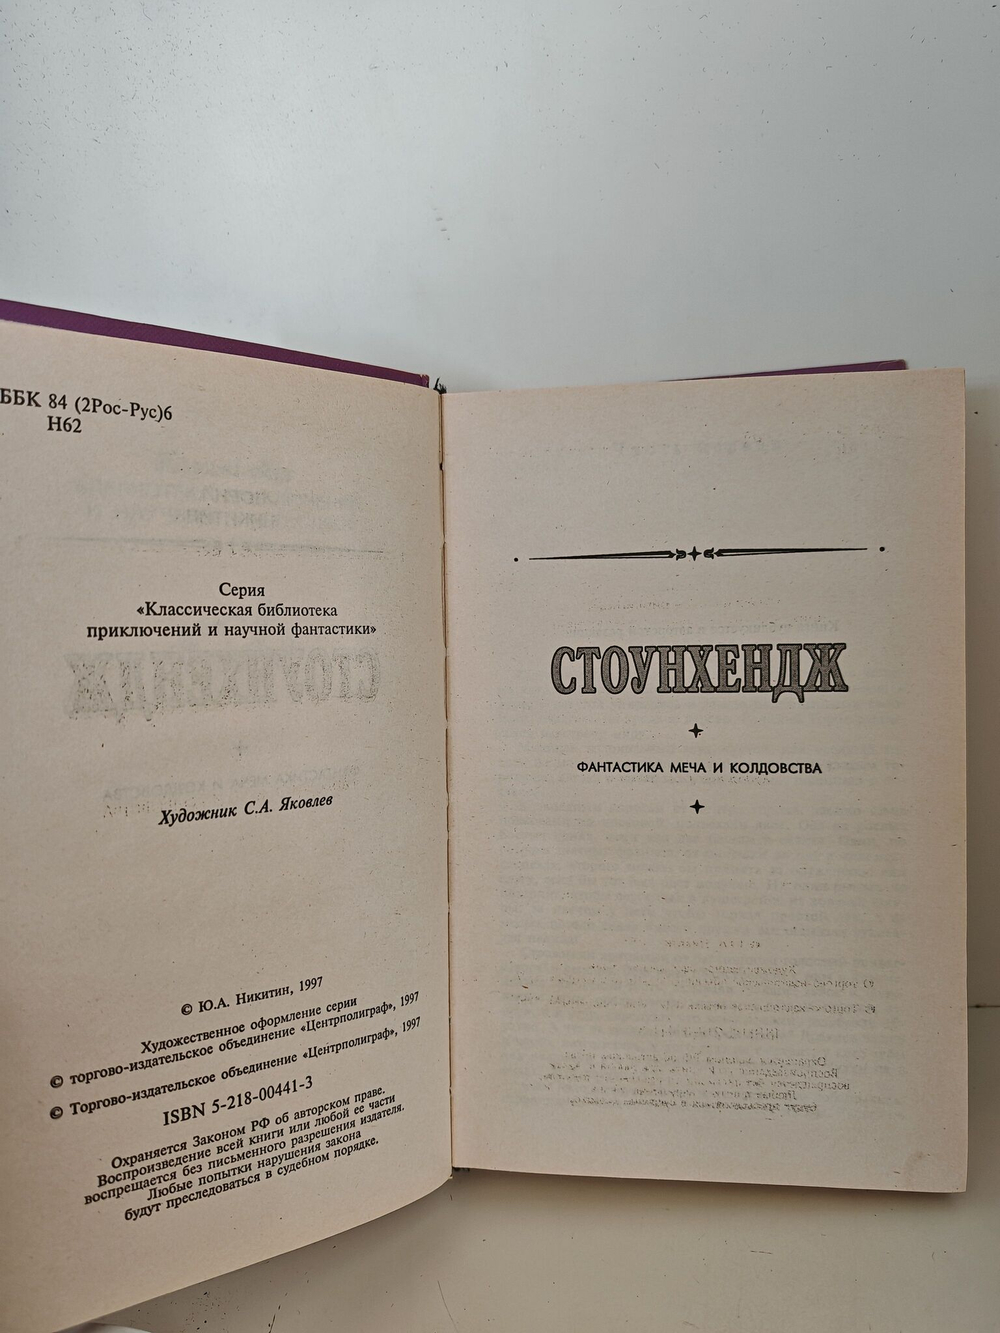 ББК 84 (2Рос-Рус)6
Н62
Серия
«Классическая библиотека
приключений и научной фантастики»
Художник С.А. Яковлев
© Ю.А. Никитин, 1997
Художественное оформление серии
© торгово-издательское объединение «Центрполиграф», 1997
© Торгово-издательское объединение «Центрполиграф», 1997
ISBN 5-218-00441-3
Охраняется Законом РФ об авторском праве.
Воспроизведение всей книги или любой ее части
воспрещается без письменного разрешения издателя.
Любые попытки нарушения закона
будут преследоваться в судебном порядке.
СТОУНХЕНДЖ
ФАНТАСТИКА МЕЧА И КОЛДОВСТВА